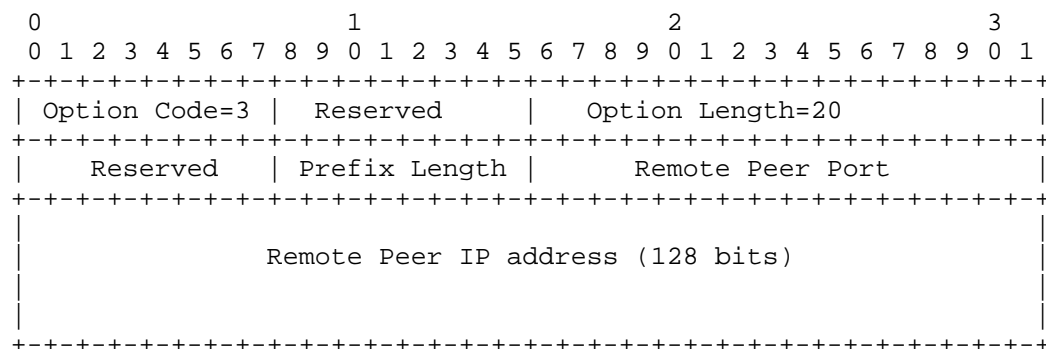 0                   1                   2                   3
 0 1 2 3 4 5 6 7 8 9 0 1 2 3 4 5 6 7 8 9 0 1 2 3 4 5 6 7 8 9 0 1
+-+-+-+-+-+-+-+-+-+-+-+-+-+-+-+-+-+-+-+-+-+-+-+-+-+-+-+-+-+-+-+-+
| Option Code=3 |  Reserved     |   Option Length=20            |
+-+-+-+-+-+-+-+-+-+-+-+-+-+-+-+-+-+-+-+-+-+-+-+-+-+-+-+-+-+-+-+-+
|    Reserved   | Prefix Length |      Remote Peer Port         |
+-+-+-+-+-+-+-+-+-+-+-+-+-+-+-+-+-+-+-+-+-+-+-+-+-+-+-+-+-+-+-+-+
|                                                               |
|               Remote Peer IP address (128 bits)               |
|                                                               |
|                                                               |
+-+-+-+-+-+-+-+-+-+-+-+-+-+-+-+-+-+-+-+-+-+-+-+-+-+-+-+-+-+-+-+-+